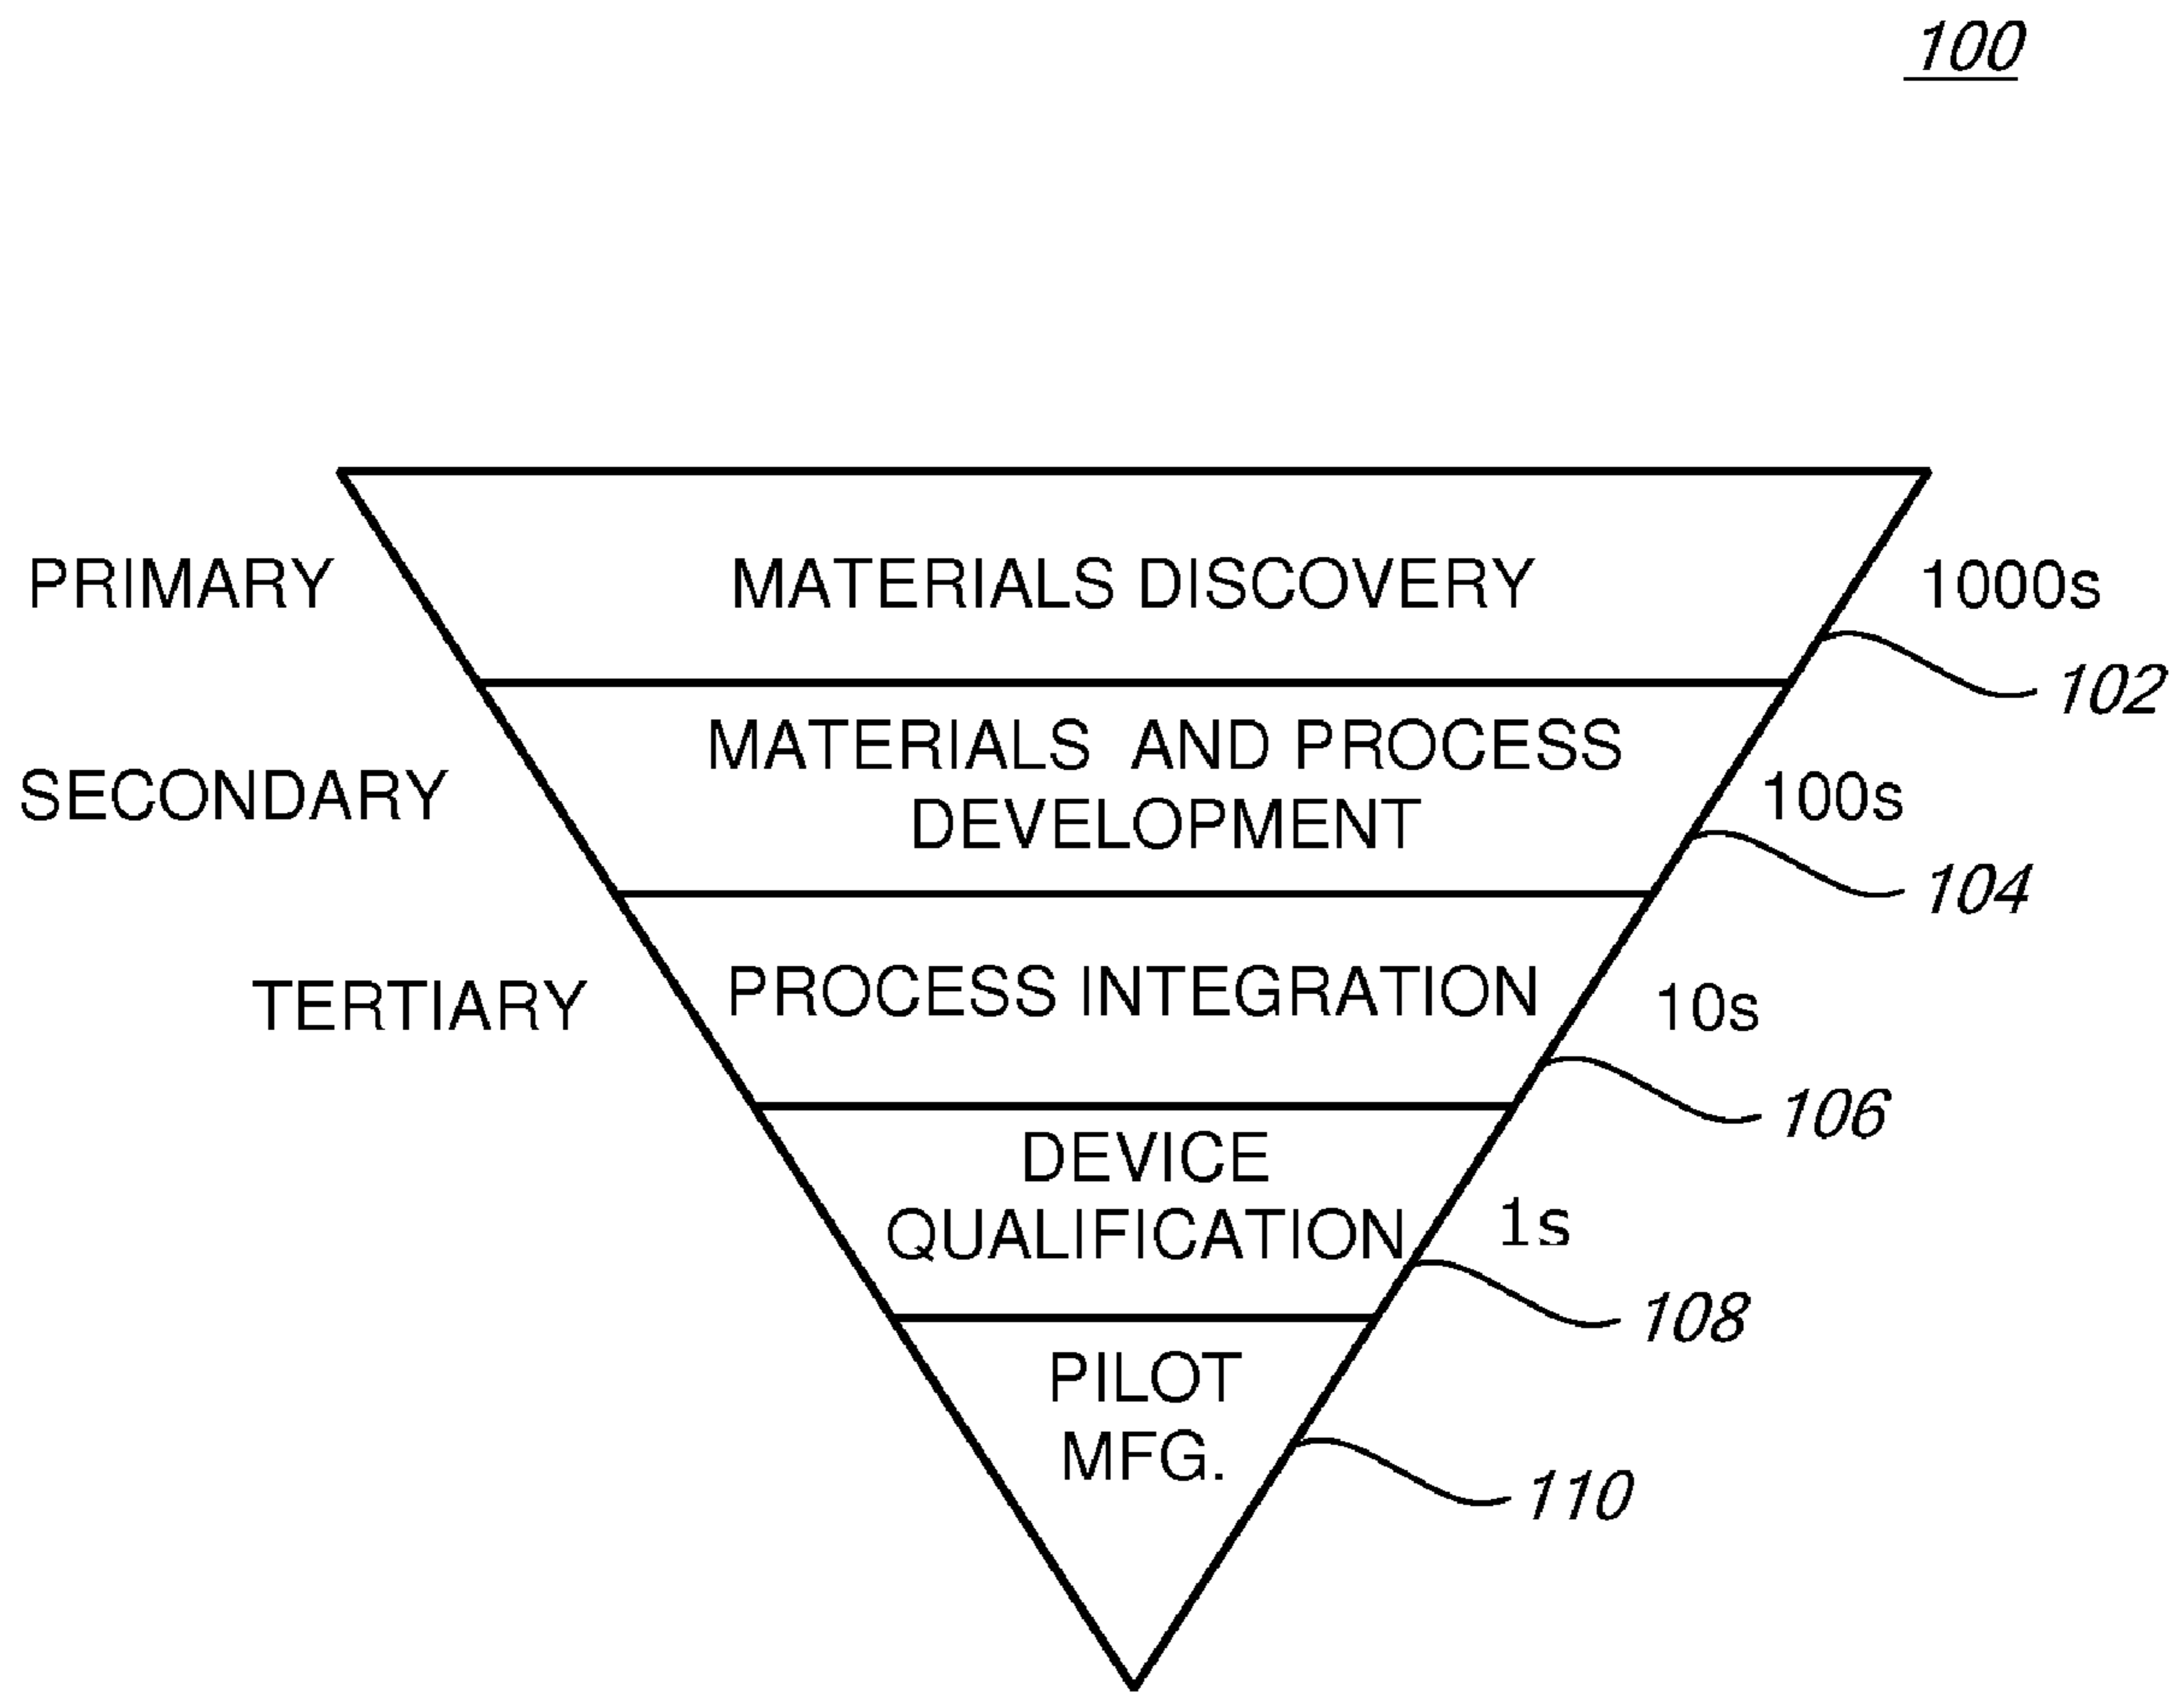 100
PRIMARY
MATERIALS DISCOVERY
1000s
102
SECONDARY
MATERIALS AND PROCESS
DEVELOPMENT
100s
104
TERTIARY
PROCESS INTEGRATION
10s
106
DEVICE
QUALIFICATION
1s
108
PILOT
MFG.
110